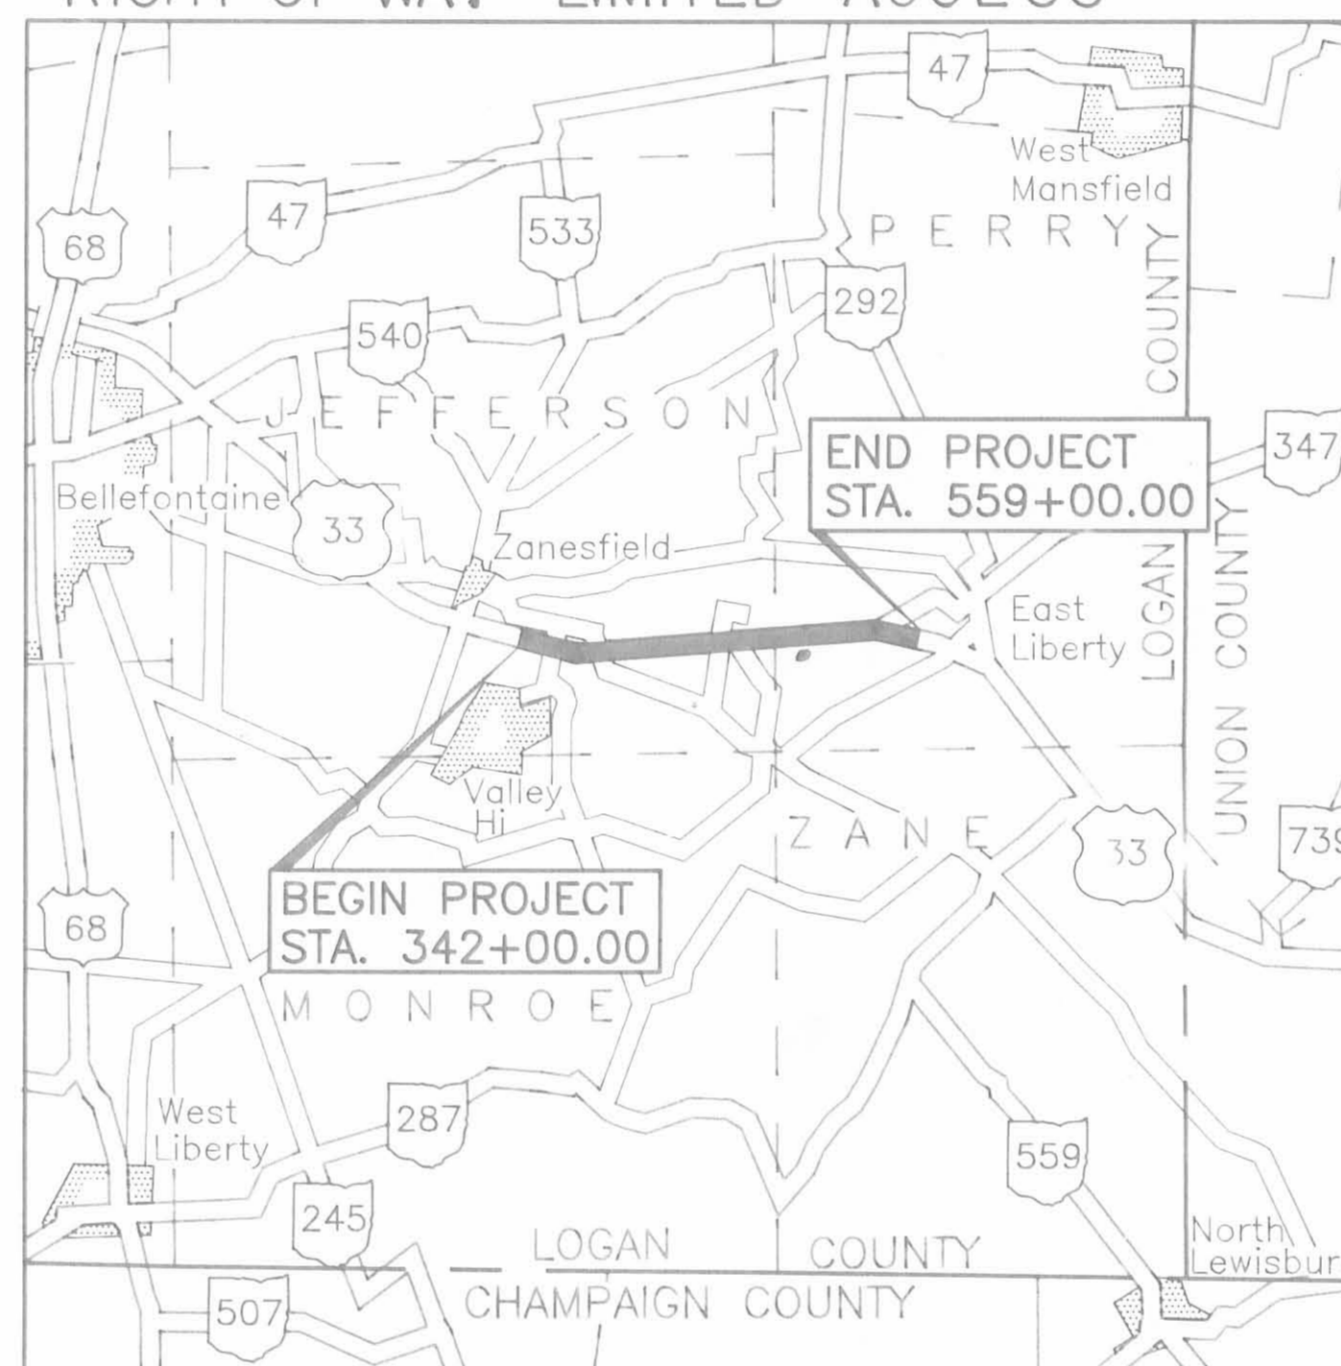 47
West
Mansfield
PERRY
68
47
533
292
540
JEFFERSON
COUNTY
LOGAN
UNION COUNTY
347
END PROJECT
STA. 559+00.00
Bellefontaine
33
Zanesfield
East
Liberty
Valley
Hi
ZANE
33
739
68
BEGIN PROJECT
STA. 342+00.00
MONROE
West
Liberty
287
559
245
LOGAN COUNTY
CHAMPAIGN COUNTY
North
Lewisbur
507